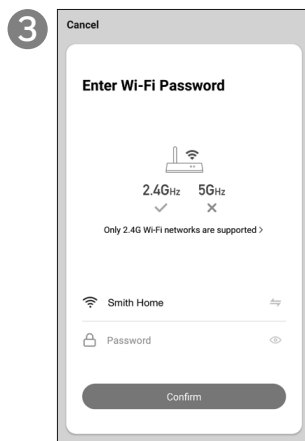 3
Cancel
Enter Wi-Fi Password
2.4GHz 5GHz
Only 2.4G Wi-Fi networks are supported >
Smith Home
Password
Confirm